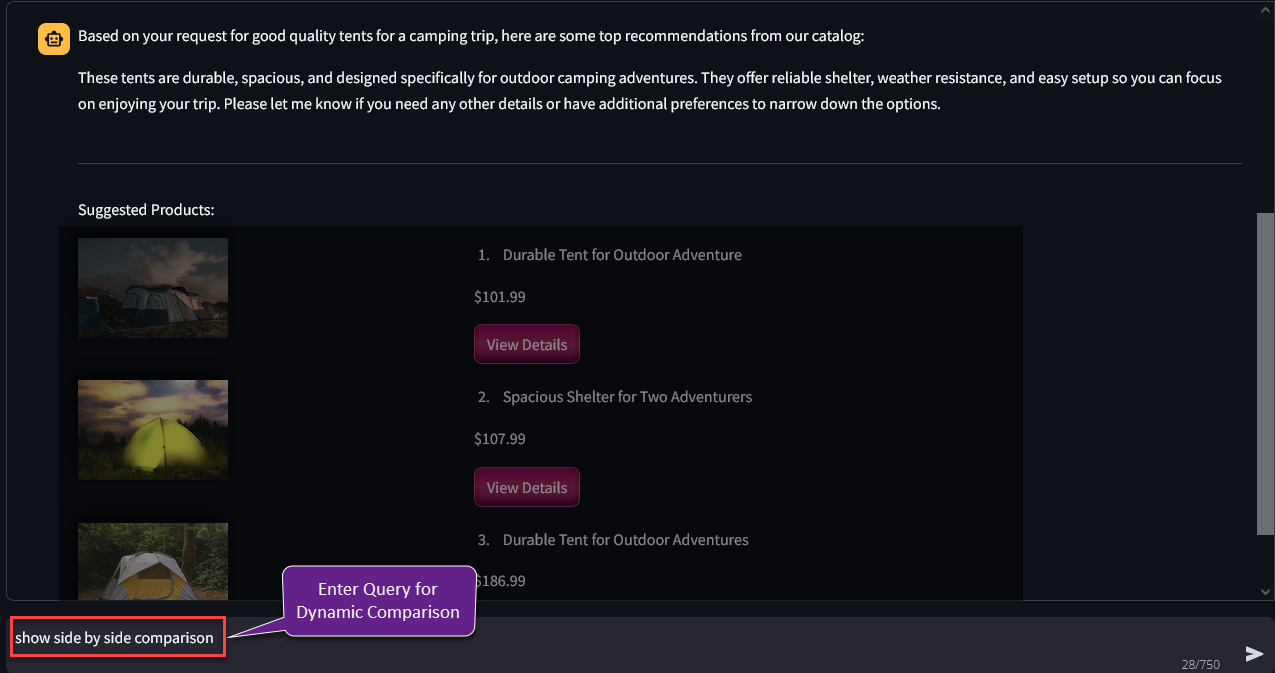 Based on your request for good quality tents for a camping trip, here are some top recommendations from our catalog:
These tents are durable, spacious, and designed specifically for outdoor camping adventures. They offer reliable shelter, weather resistance, and easy setup so you can focus
on enjoying your trip. Please let me know if you need any other details or have additional preferences to narrow down the options.
Suggested Products:
1. Durable Tent for Outdoor Adventure
$101.99
View Details
2. Spacious Shelter for Two Adventurers
$107.99
View Details
3. Durable Tent for Outdoor Adventures
$186.99
Enter Query for
Dynamic Comparison
show side by side comparison
28/750